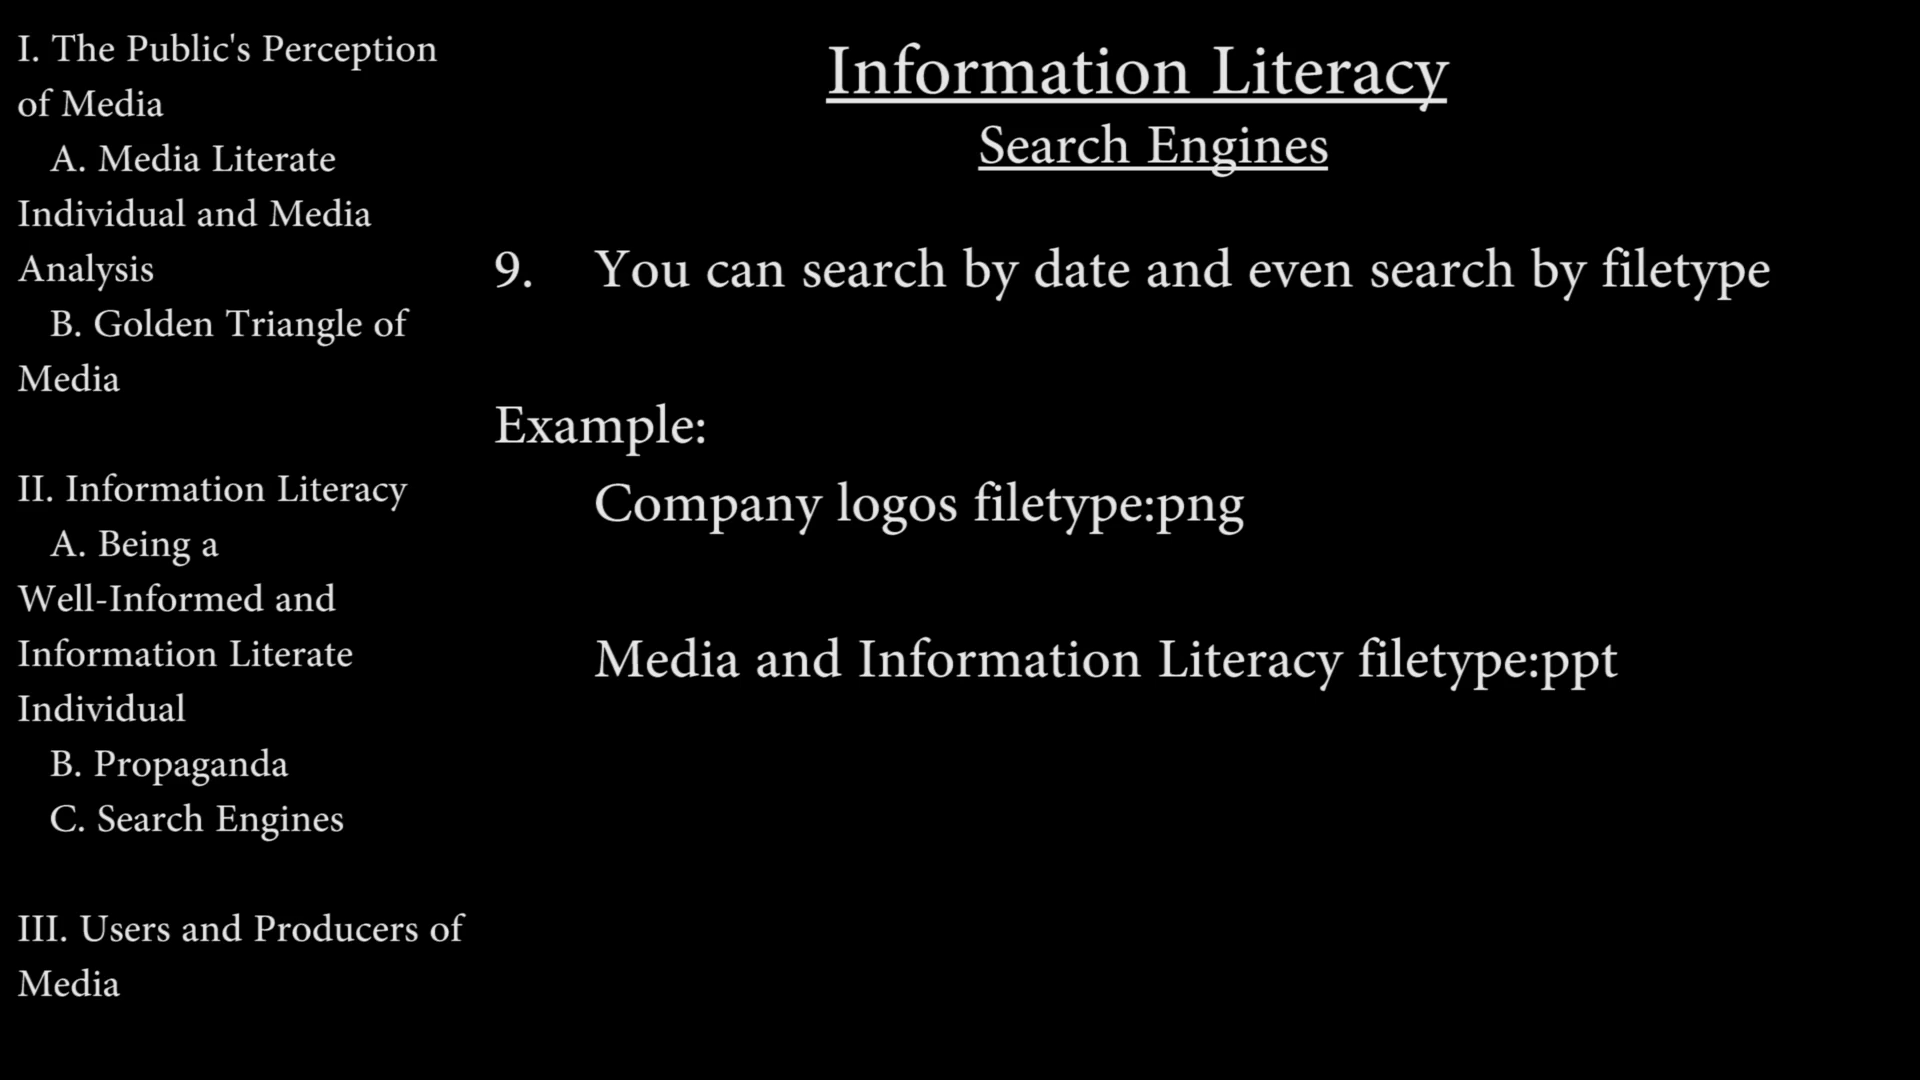 I. The Public's Perception
of Media
A. Media Literate
Individual and Media
Analysis
B. Golden Triangle of
Media
II. Information Literacy
A. Being a
Well-Informed and
Information Literate
Individual
B. Propaganda
C. Search Engines
III. Users and Producers of
Media
Information Literacy
Search Engines
9. You can search by date and even search by filetype
Example:
Company logos filetype:png
Media and Information Literacy filetype:ppt